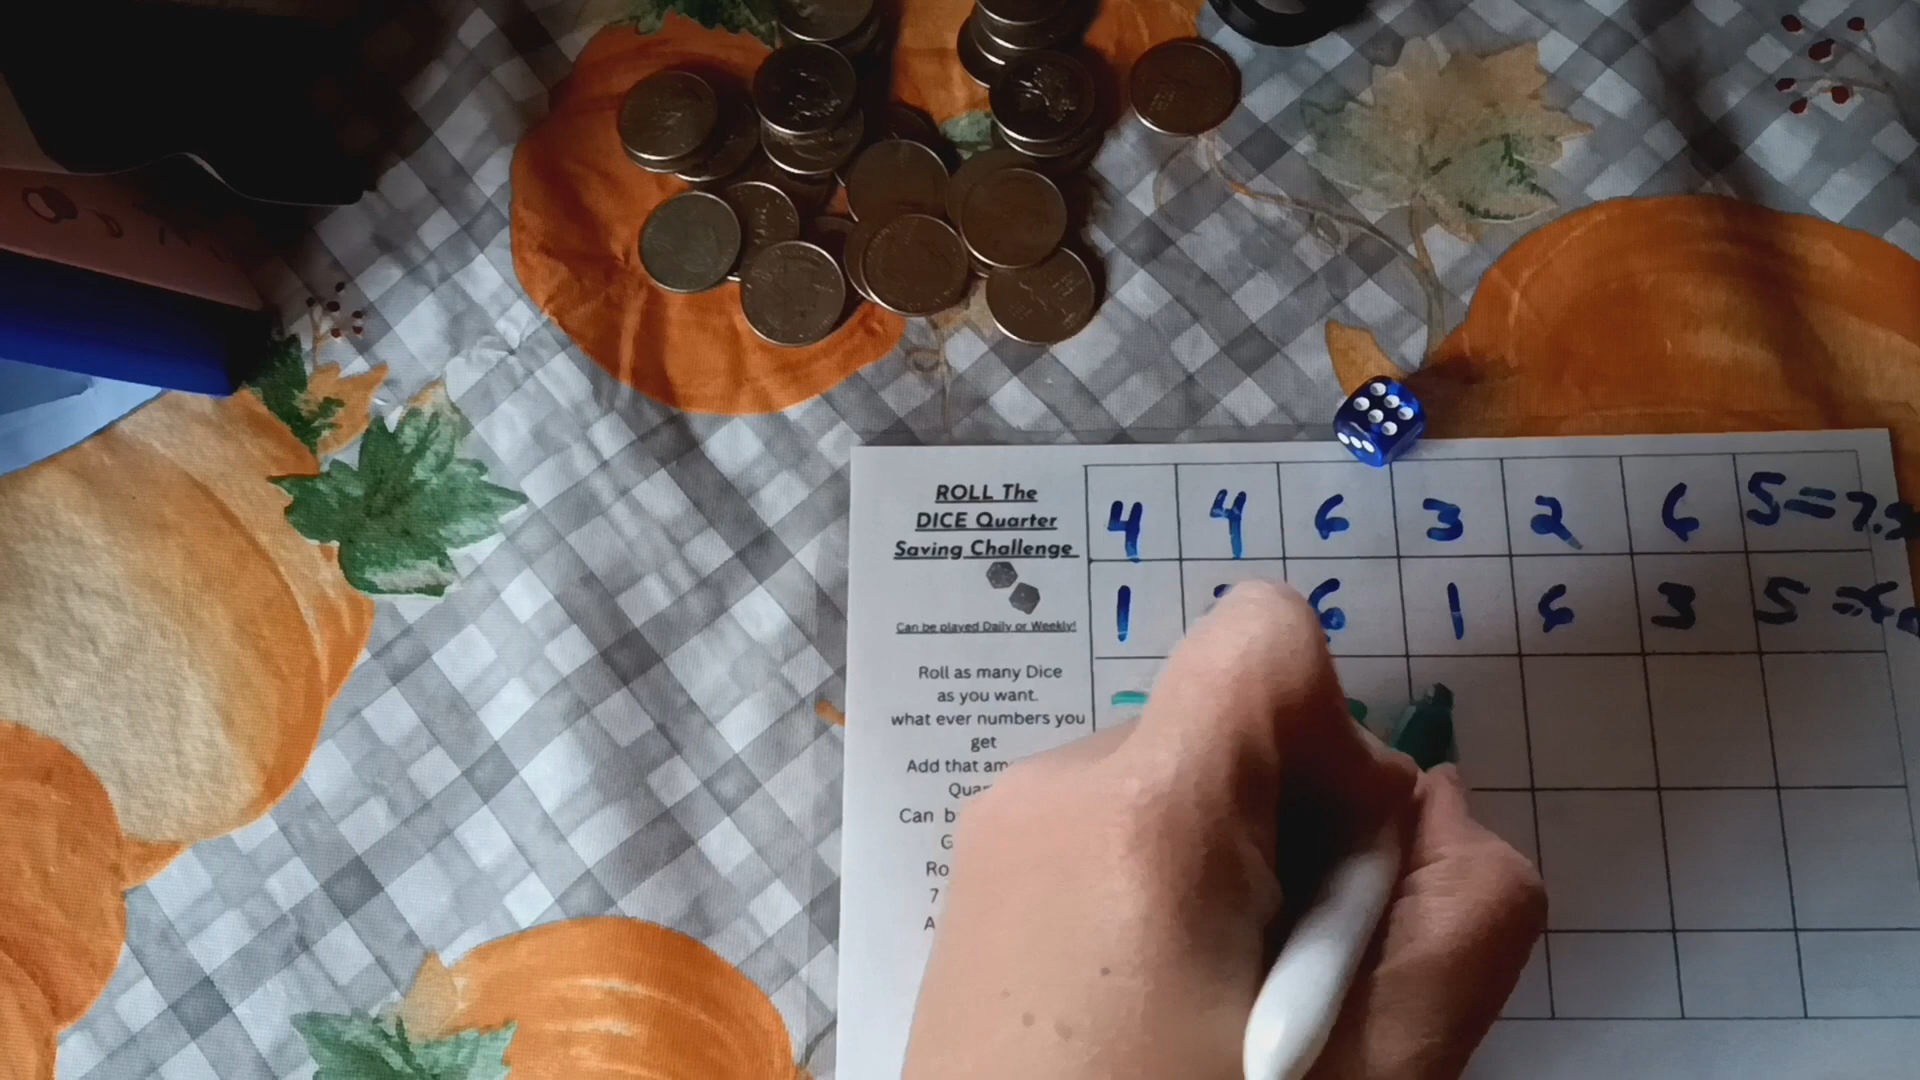 ROLL The
DICE Quarter
Saving Challenge
Can be played Daily or Weekly!
Roll as many Dice
as you want.
what ever numbers you
get
Add that
Can
7
4 4 6 3 2 6 5=7.5
1 6 1 6 3 5 =